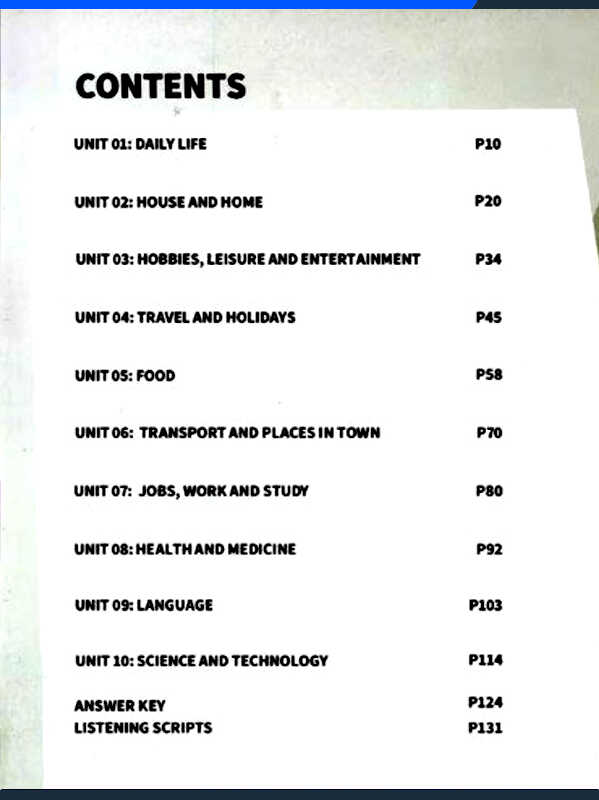 CONTENTS
UNIT 01: DAILY LIFE P10
UNIT 02: HOUSE AND HOME P20
UNIT 03: HOBBIES, LEISURE AND ENTERTAINMENT P34
UNIT 04: TRAVEL AND HOLIDAYS P45
UNIT 05: FOOD P58
UNIT 06: TRANSPORT AND PLACES IN TOWN P70
UNIT 07: JOBS, WORK AND STUDY P80
UNIT 08: HEALTH AND MEDICINE P92
UNIT 09: LANGUAGE P103
UNIT 10: SCIENCE AND TECHNOLOGY P114
ANSWER KEY P124
LISTENING SCRIPTS P131